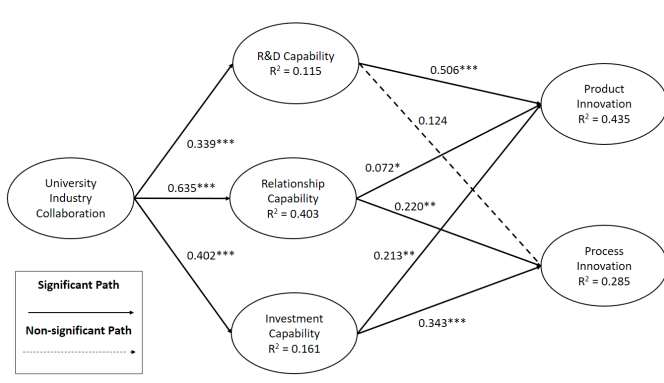 R&D Capability
R² = 0.115
0.506***
Product
Innovation
R² = 0.435
0.124
0.339***
0.072*
University
Industry
Collaboration
0.635***
Relationship
Capability
R² = 0.403
0.220**
0.402***
0.213**
Process
Innovation
R² = 0.285
Significant Path
Non-significant Path
Investment
Capability
R² = 0.161
0.343***